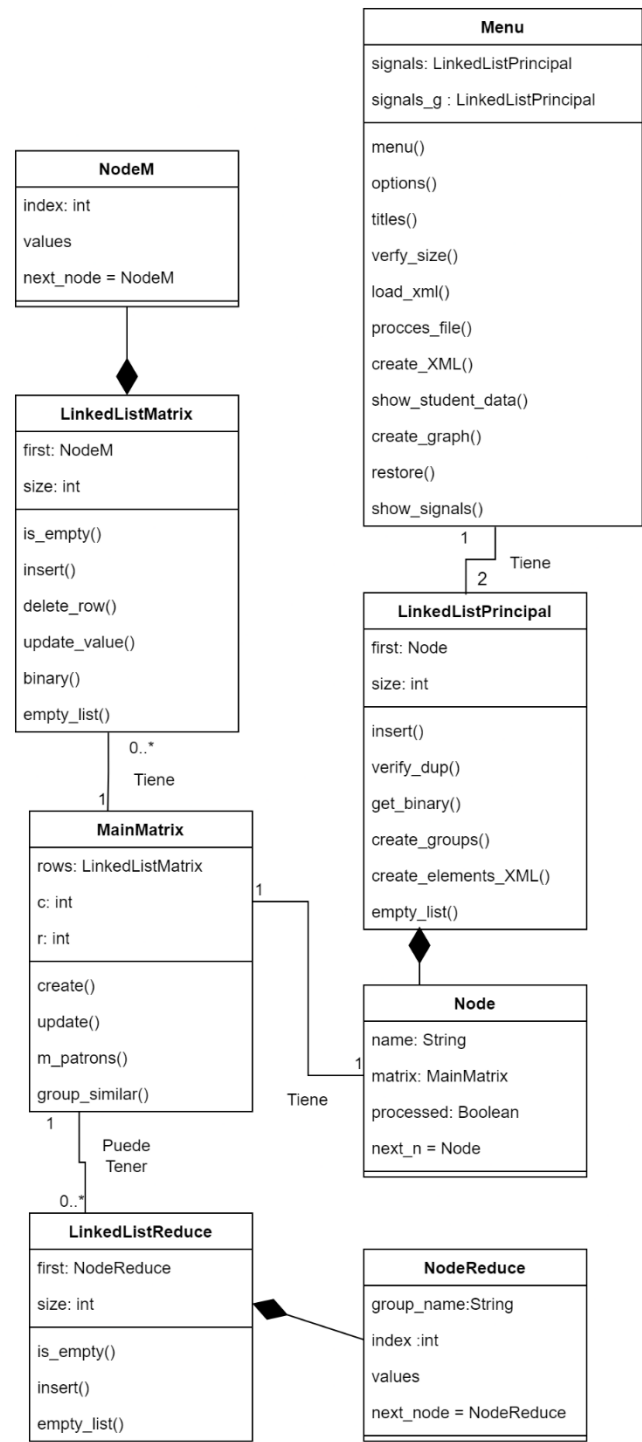 Menu
signals: LinkedListPrincipal
signals_g : LinkedListPrincipal
menu()
options()
titles()
verfy_size()
load_xml()
procces_file()
create_XML()
show_student_data()
create_graph()
restore()
show_signals()
1
Tiene
2
NodeM
index: int
values
next_node = NodeM
LinkedListMatrix
first: NodeM
size: int
is_empty()
insert()
delete_row()
update_value()
binary()
empty_list()
0..*
Tiene
1
LinkedListPrincipal
first: Node
size: int
insert()
verify_dup()
get_binary()
create_groups()
create_elements_XML()
empty_list()
MainMatrix
rows: LinkedListMatrix
c: int
r: int
create()
update()
m_patrons()
group_similar()
1
Tiene
1
Node
name: String
matrix: MainMatrix
processed: Boolean
next_n = Node
1
Puede
Tener
0..*
LinkedListReduce
first: NodeReduce
size: int
is_empty()
insert()
empty_list()
NodeReduce
group_name:String
index :int
values
next_node = NodeReduce